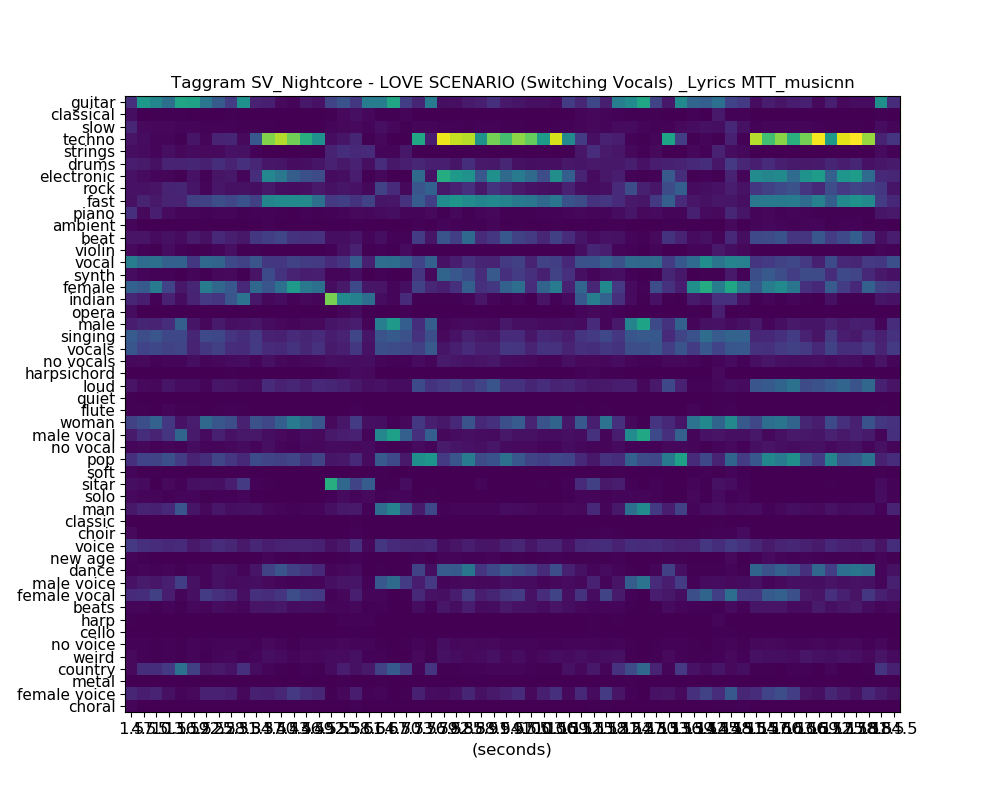 Taggram SV_Nightcore - LOVE SCENARIO (Switching Vocals) _Lyrics MTT_musicnn
guitar
classical
slow
techno
strings
drums
electronic
rock
fast
piano
ambient
beat
violin
vocal
synth
female
indian
opera
male
singing
vocals
no vocals
harpsichord
loud
quiet
flute
woman
male vocal
no vocal
pop
soft
sitar
solo
man
classic
choir
voice
new age
dance
male voice
female vocal
beats
harp
cello
no voice
weird
country
metal
female voice
choral
(seconds)